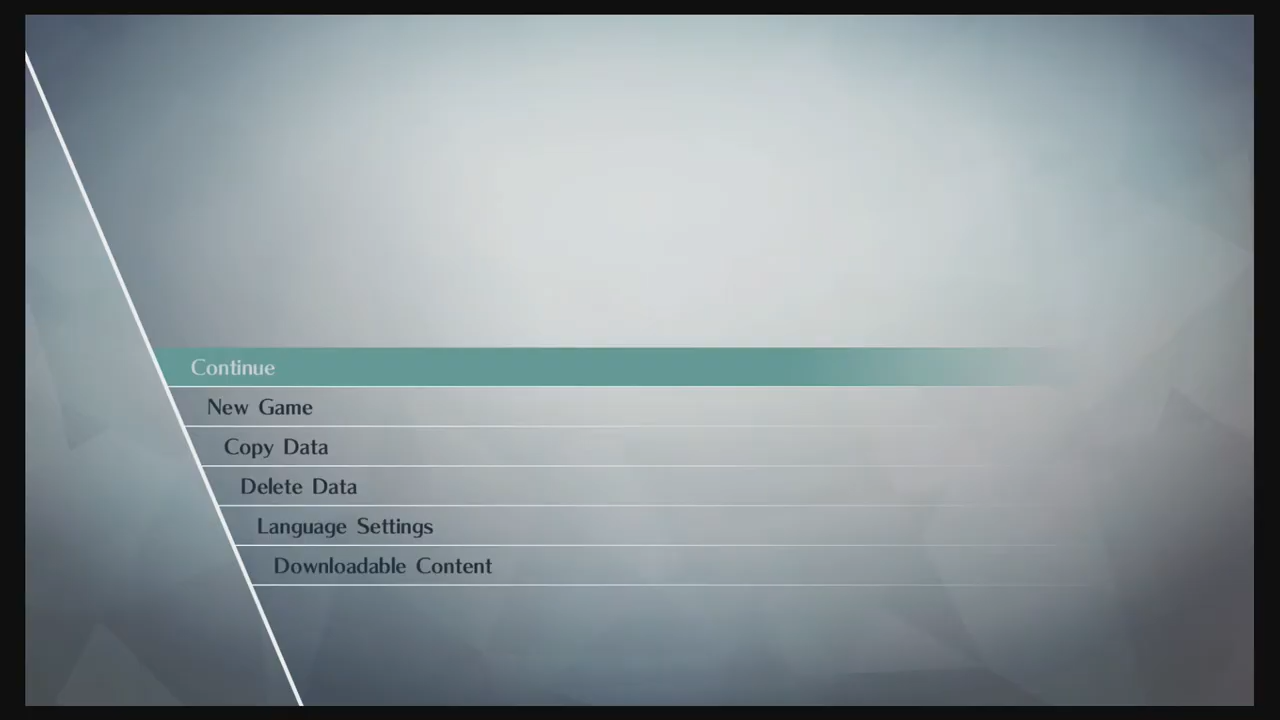 Continue
New Game
Copy Data
Delete Data
Language Settings
Downloadable Content